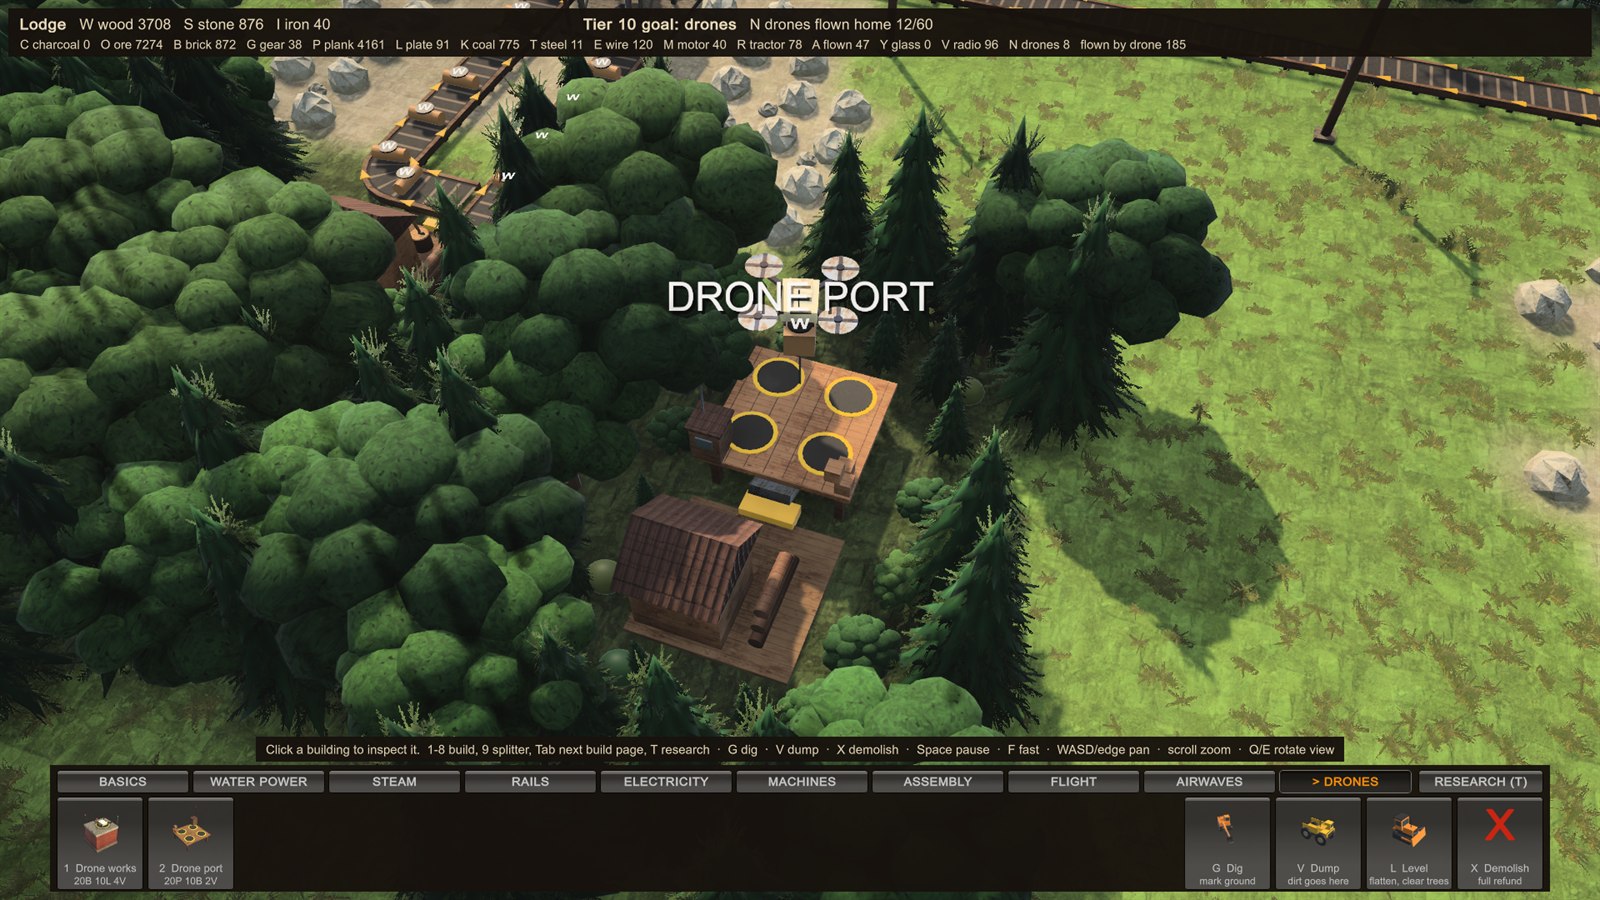 Lodge W wood 3708 S stone 876 I iron 40
Tier 10 goal: drones N drones flown home 12/60
C charcoal 0 O ore 7274 B brick 872 G gear 38 P plank 4161 L plate 91 K coal 775 T steel 11 E wire 120 M motor 40 R tractor 78 A flown 47 Y glass 0 V radio 96 N drones 8 flown by drone 185
W
W
W
W
W
W
W
W
W
W
DRONE PORT
W
Click a building to inspect it. 1-8 build, 9 splitter, Tab next build page, T research · G dig · V dump · X demolish · Space pause · F fast · WASD/edge pan · scroll zoom · Q/E rotate view
BASICS
WATER POWER
STEAM
RAILS
ELECTRICITY
MACHINES
ASSEMBLY
FLIGHT
AIRWAVES
> DRONES
RESEARCH (T)
1 Drone works
20B 10L 4V
2 Drone port
20P 10B 2V
G Dig
mark ground
V Dump
dirt goes here
L Level
flatten, clear trees
X Demolish
full refund